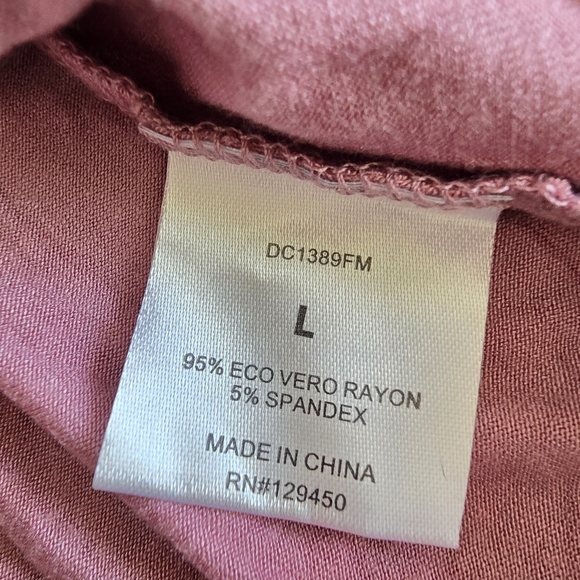 DC1389FM
L
95% ECO VERO RAYON
5% SPANDEX
MADE IN CHINA
RN#129450